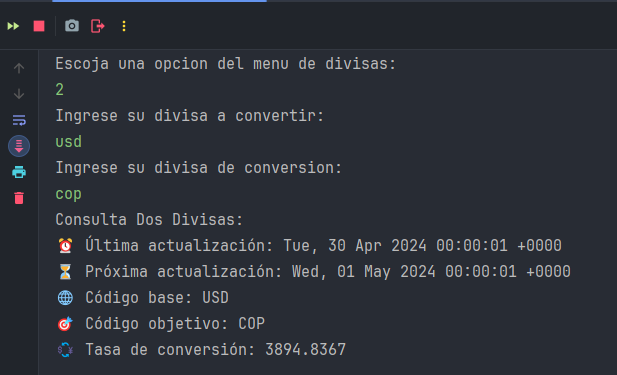 Escoja una opcion del menu de divisas:
2
Ingrese su divisa a convertir:
usd
Ingrese su divisa de conversion:
cop
Consulta Dos Divisas:
⏰ Última actualización: Tue, 30 Apr 2024 00:00:01 +0000
⏳ Próxima actualización: Wed, 01 May 2024 00:00:01 +0000
🌐 Código base: USD
🎯 Código objetivo: COP
💱 Tasa de conversión: 3894.8367